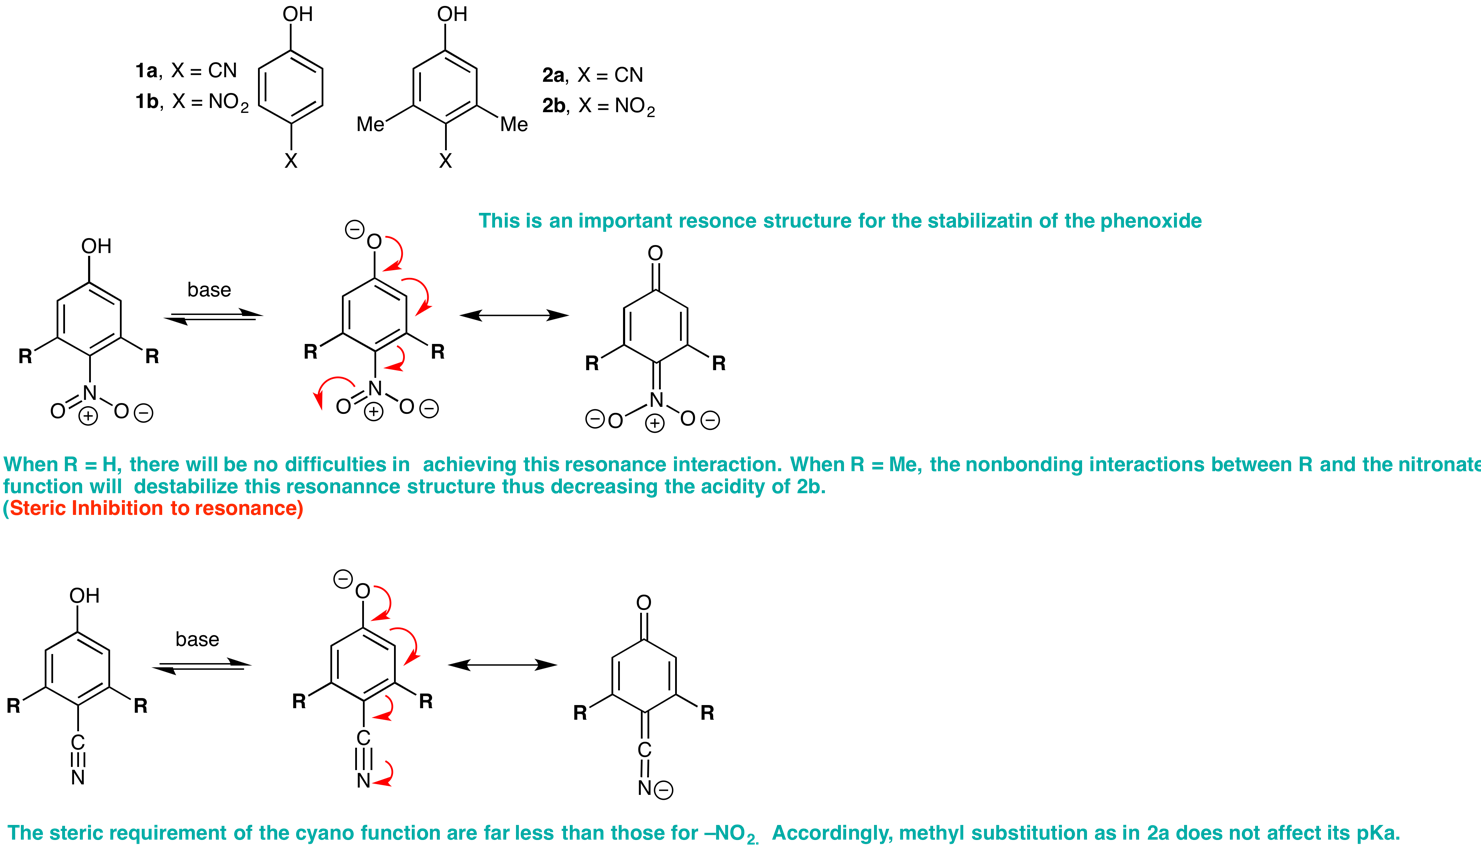 OH
OH
1a, X = CN
1b, X = NO2
2a, X = CN
2b, X = NO2
Me
Me
X
X
This is an important resonce structure for the stabilizatin of the phenoxide
OH
base
R
R
N
O
+
O
−
−
O
R
R
N
O
+
O
−
O
R
R
N
−
O
+
O
−
When R = H, there will be no difficulties in achieving this resonance interaction. When R = Me, the nonbonding interactions between R and the nitronate
function will destabilize this resonannce structure thus decreasing the acidity of 2b.
(Steric Inhibition to resonance)
OH
base
R
R
C
N
−
O
R
R
C
N
O
R
R
C
N
−
The steric requirement of the cyano function are far less than those for –NO2. Accordingly, methyl substitution as in 2a does not affect its pKa.